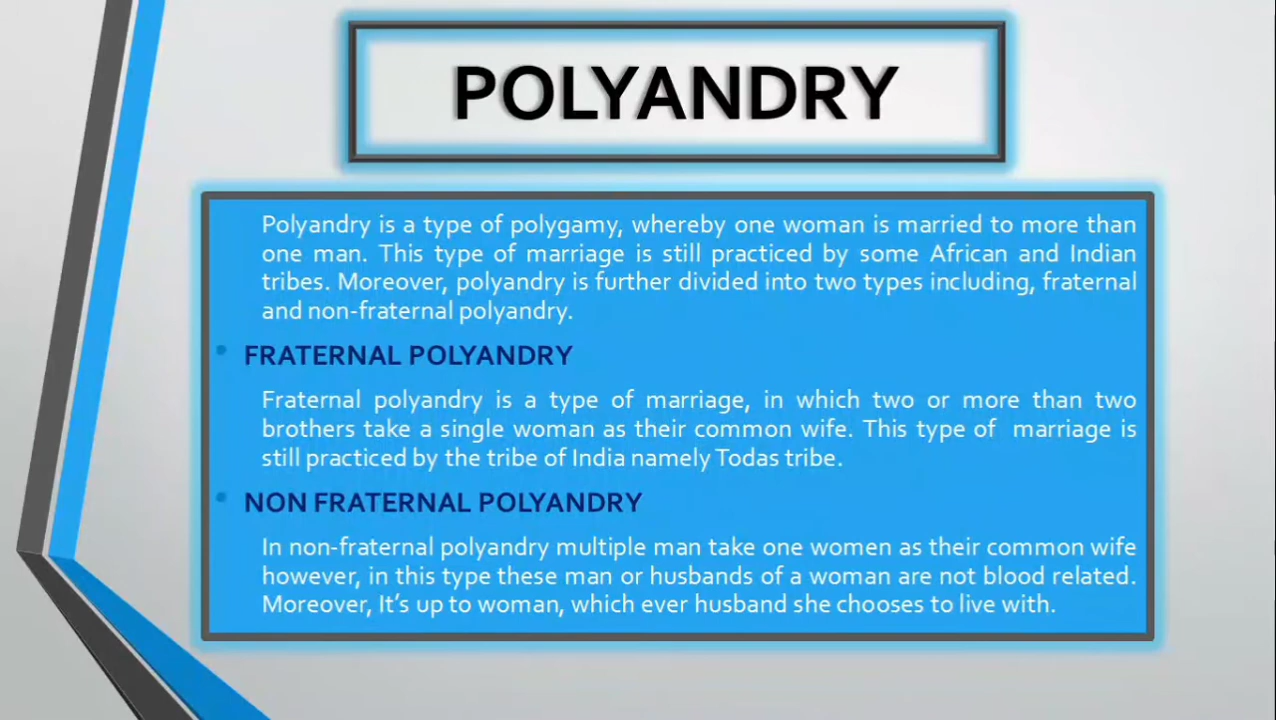 POLYANDRY
Polyandry is a type of polygamy, whereby one woman is married to more than
one man. This type of marriage is still practiced by some African and Indian
tribes. Moreover, polyandry is further divided into two types including, fraternal
and non-fraternal polyandry.
• FRATERNAL POLYANDRY
Fraternal polyandry is a type of marriage, in which two or more than two
brothers take a single woman as their common wife. This type of marriage is
still practiced by the tribe of India namely Todas tribe.
• NON FRATERNAL POLYANDRY
In non-fraternal polyandry multiple man take one women as their common wife
however, in this type these man or husbands of a woman are not blood related.
Moreover, It’s up to woman, which ever husband she chooses to live with.